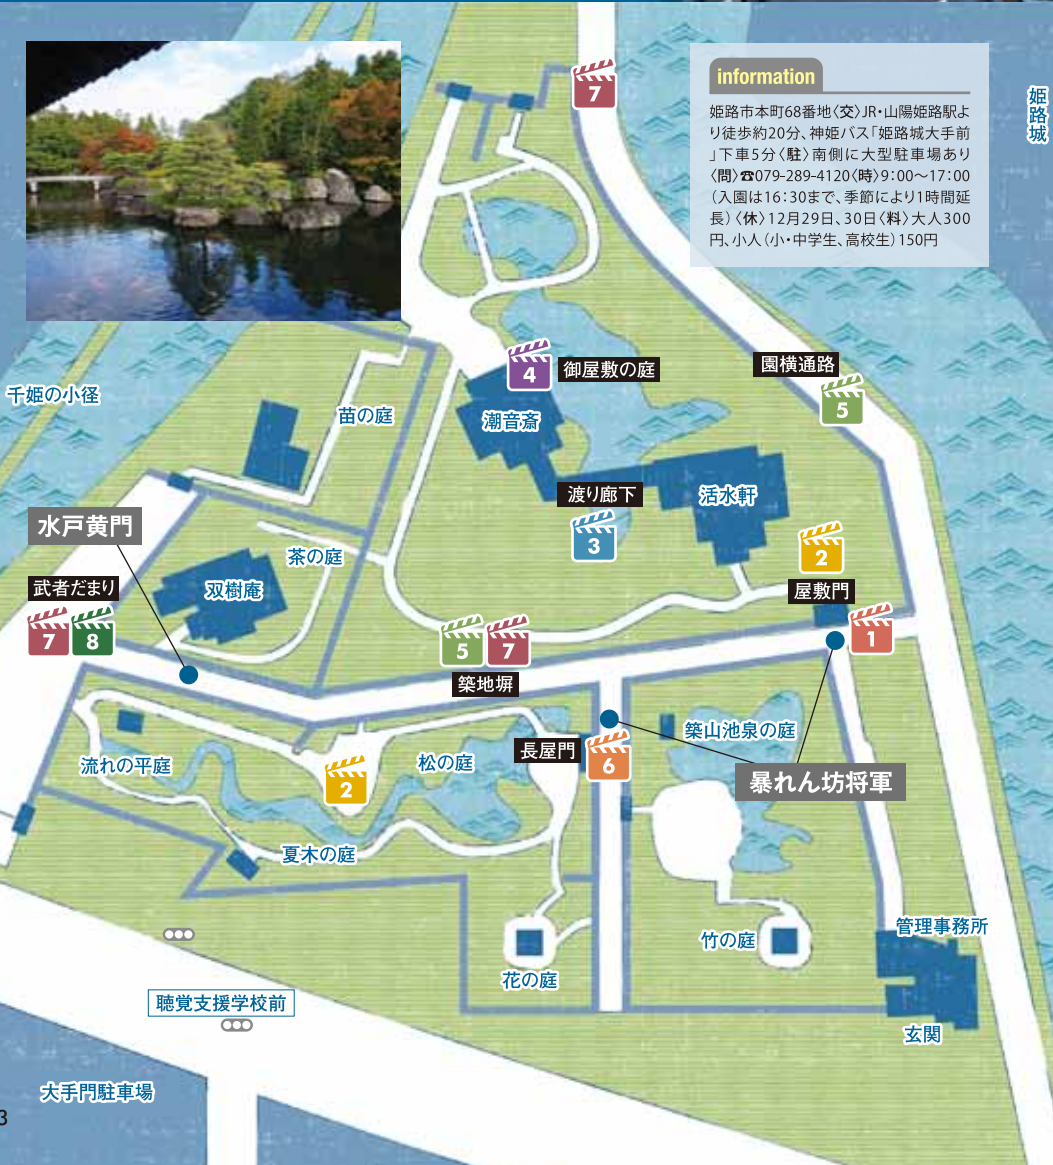 7
information
姫路市本町68番地〈交〉JR・山陽姫路駅よ
り徒歩約20分、神姫バス「姫路城大手前
」下車5分〈駐〉南側に大型駐車場あり
〈問〉☎079-289-4120〈時〉9：00〜17：00
（入園は16：30まで、季節により1時間延
長）〈休〉12月29日、30日〈料〉大人300
円、小人（小・中学生、高校生）150円
姫路城
千姫の小径
苗の庭
4
御屋敷の庭
潮音斎
園横通路
5
渡り廊下
3
活水軒
水戸黄門
茶の庭
双樹庵
武者だまり
7
8
2
屋敷門
1
5
7
築地塀
流れの平庭
2
松の庭
長屋門
6
築山池泉の庭
暴れん坊将軍
夏木の庭
花の庭
竹の庭
管理事務所
玄関
聴覚支援学校前
大手門駐車場
3